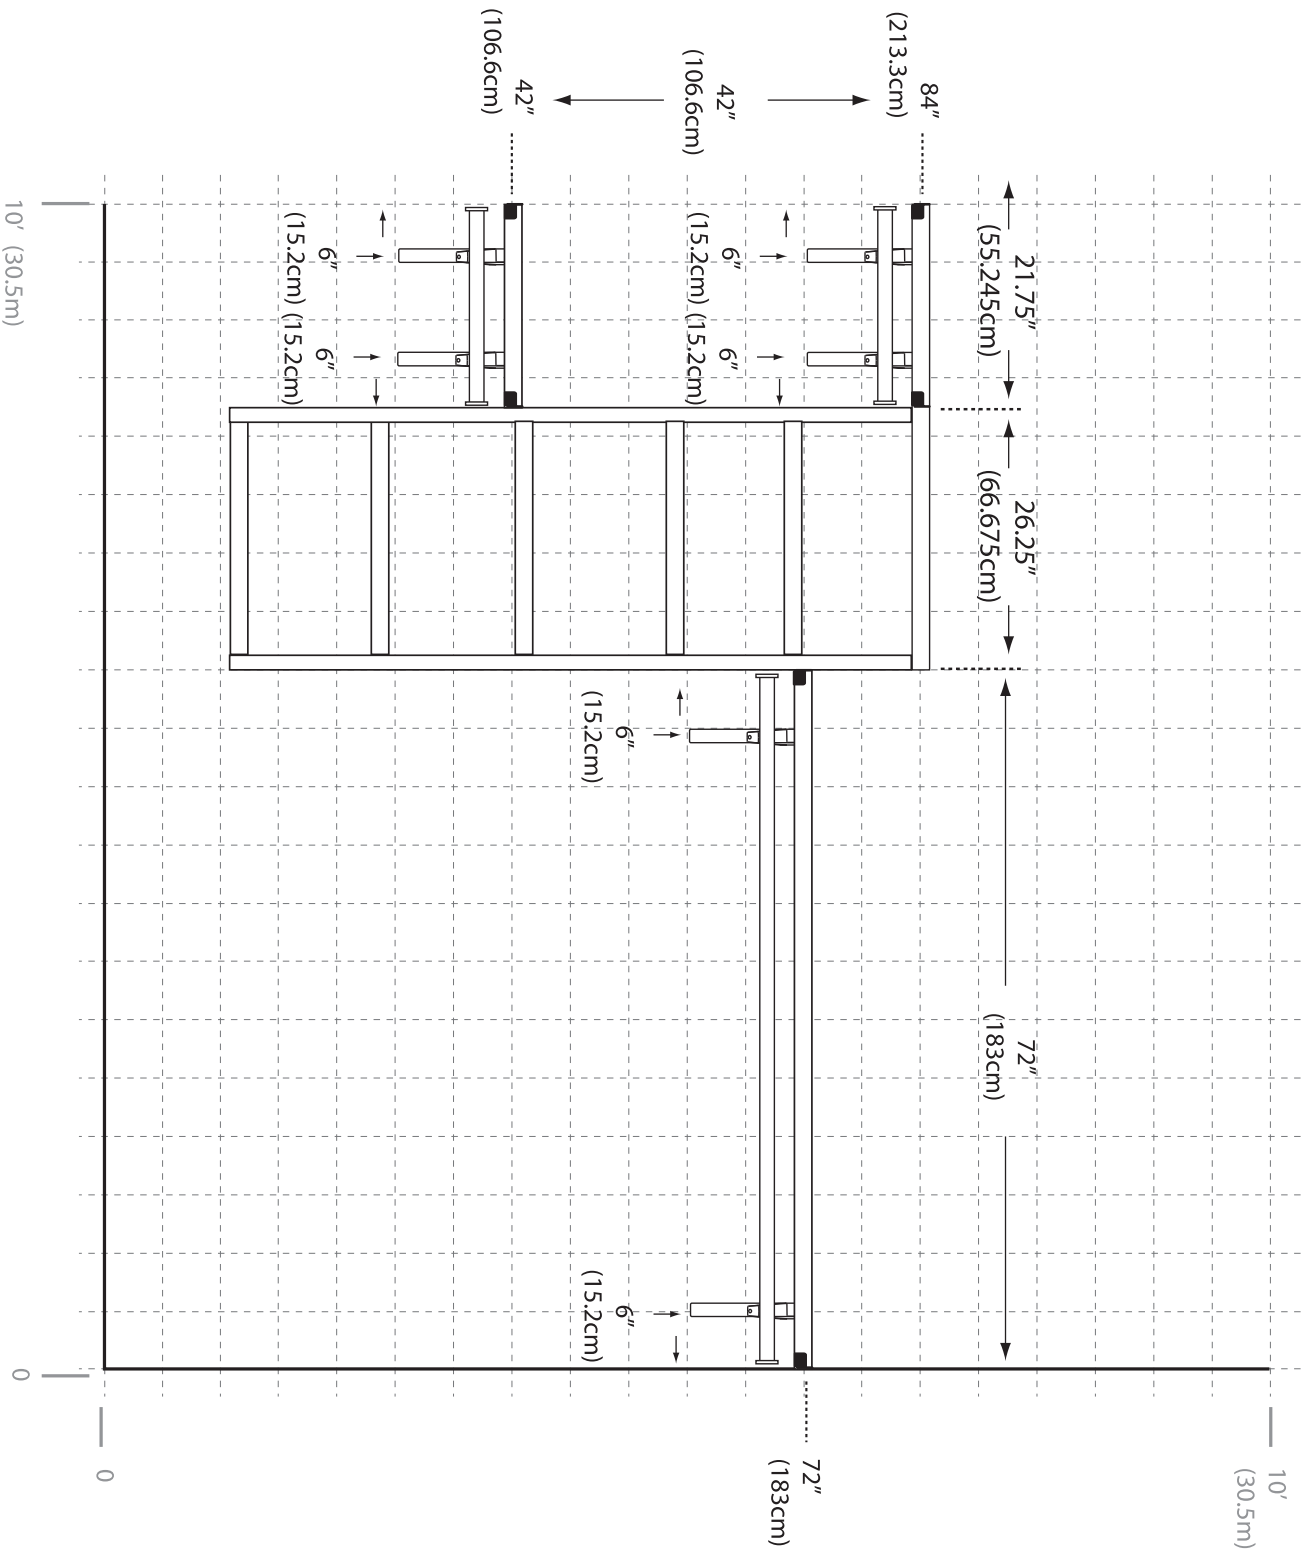 10′
(30.5m)
21.75”
(55.245cm)
26.25”
(66.675cm)
72”
(183cm)
84”
(213.3cm)
72”
(183cm)
42”
(106.6cm)
6”
(15.2cm)
6”
(15.2cm)
6”
(15.2cm)
6”
(15.2cm)
42”
(106.6cm)
6”
(15.2cm)
6”
(15.2cm)
0
10′ (30.5m)
0